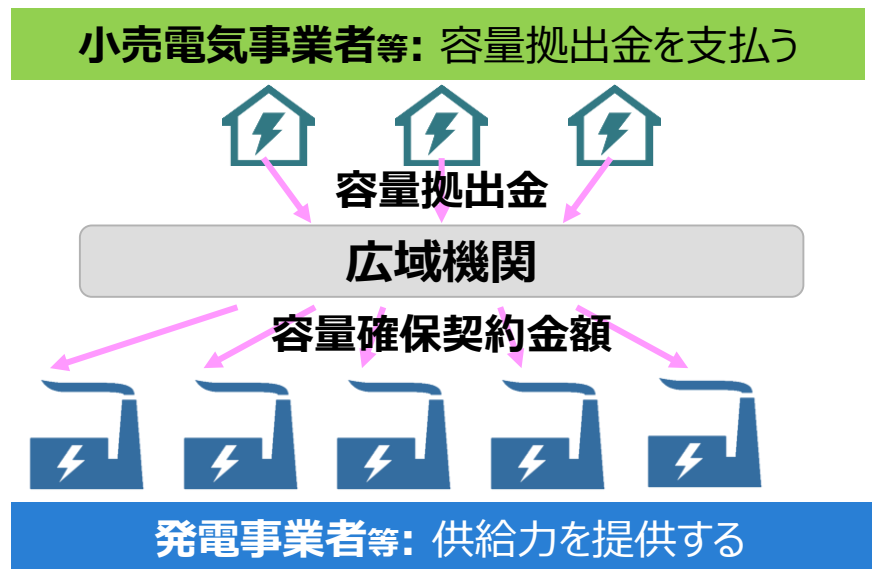 小売電気事業者等: 容量拠出金を支払う
容量拠出金
広域機関
容量確保契約金額
発電事業者等: 供給力を提供する